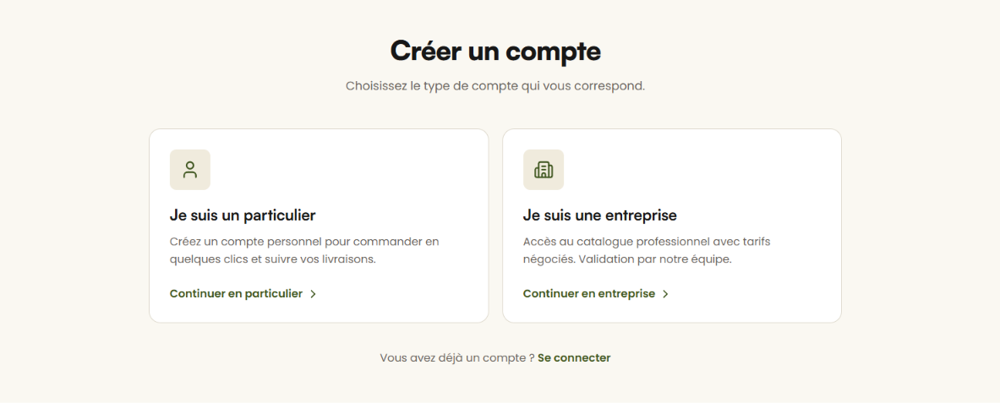 Créer un compte
Choisissez le type de compte qui vous correspond.
Je suis un particulier
Créez un compte personnel pour commander en
quelques clics et suivre vos livraisons.
Continuer en particulier
Je suis une entreprise
Accès au catalogue professionnel avec tarifs
négociés. Validation par notre équipe.
Continuer en entreprise
Vous avez déjà un compte ? Se connecter